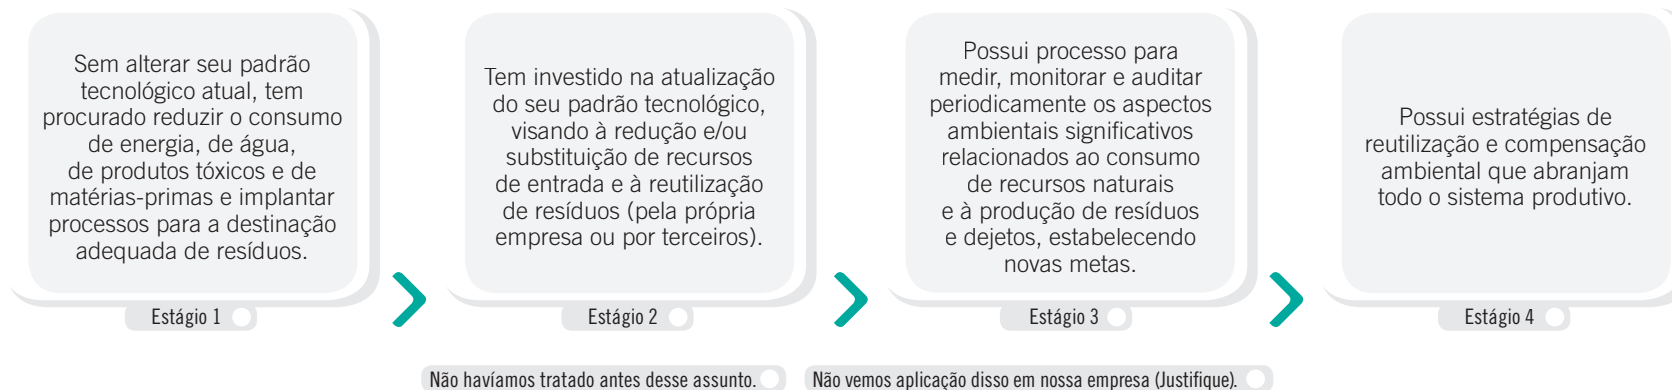 Sem alterar seu padrão
tecnológico atual, tem
procurado reduzir o consumo
de energia, de água,
de produtos tóxicos e de
matérias-primas e implantar
processos para a destinação
adequada de resíduos.
Estágio 1
Tem investido na atualização
do seu padrão tecnológico,
visando à redução e/ou
substituição de recursos
de entrada e à reutilização
de resíduos (pela própria
empresa ou por terceiros).
Estágio 2
Possui processo para
medir, monitorar e auditar
periodicamente os aspectos
ambientais significativos
relacionados ao consumo
de recursos naturais
e à produção de resíduos
e dejetos, estabelecendo
novas metas.
Estágio 3
Possui estratégias de
reutilização e compensação
ambiental que abranjam
todo o sistema produtivo.
Estágio 4
Não havíamos tratado antes desse assunto.
Não vemos aplicação disso em nossa empresa (Justifique).